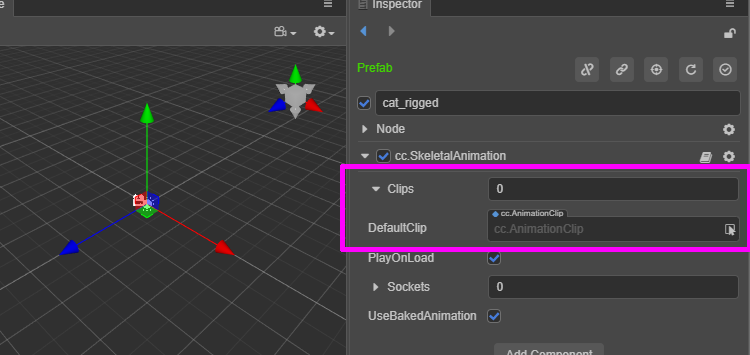 Inspector
Prefab
cat_rigged
Node
cc.SkeletalAnimation
Clips 0
cc.AnimationClip
DefaultClip cc.AnimationClip
PlayOnLoad
Sockets 0
UseBakedAnimation
Add Component